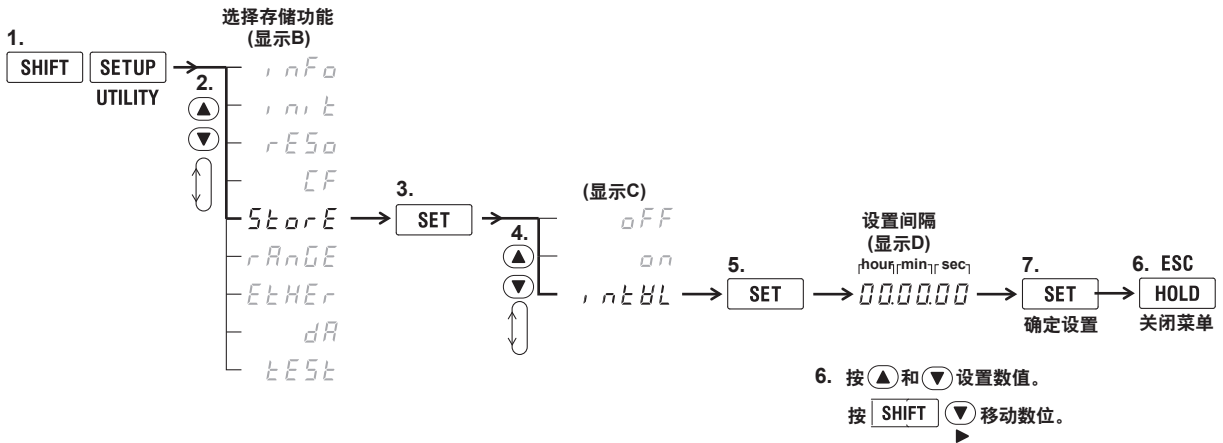 选择存储功能
(显示B)
1.
SHIFT SETUP
UTILITY
2.
inFo
init
rESo
CF
StorE
rAnGE
EtHEr
dA
tESt
3.
SET
4.
(显示C)
oFF
on
intVL
5.
SET
设置间隔
(显示D)
hour min sec
00.00.00
7.
SET
确定设置
6. ESC
HOLD
关闭菜单
6. 按▲和▼设置数值。
按 SHIFT ▼ 移动数位。
▶